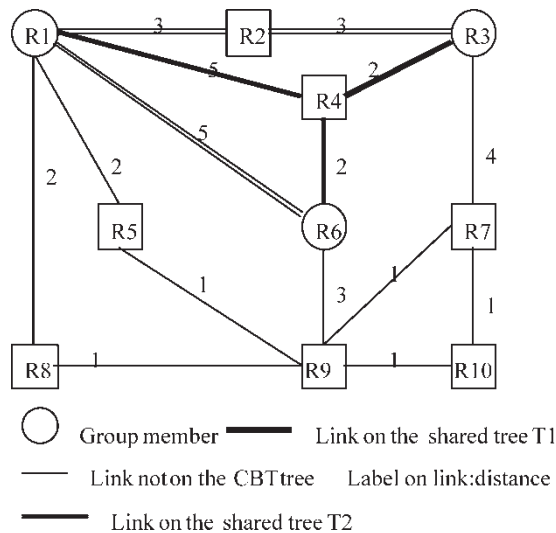 R1 3 R2 3 R3
5 2
R4
5
2 4
2 2
R5 R6 R7
1 1
3 1
R8 1 R9 1 R10
Group member Link on the shared tree T1
Link not on the CBT tree Label on link:distance
Link on the shared tree T2